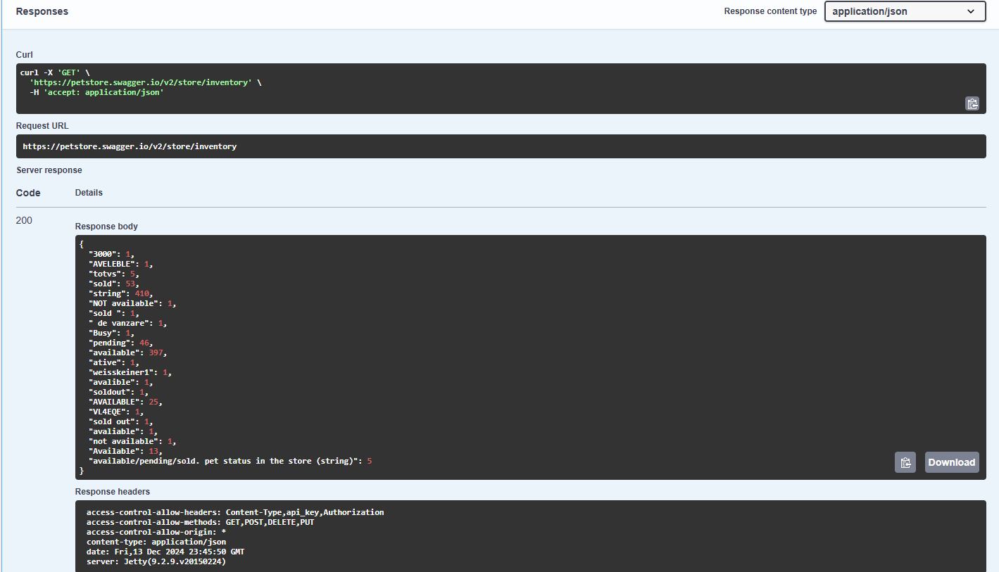 Responses
Response content type
application/json
Curl
curl -X 'GET' \
  'https://petstore.swagger.io/v2/store/inventory' \
  -H 'accept: application/json'
Request URL
https://petstore.swagger.io/v2/store/inventory
Server response
Code Details
200
Response body
{
  "3000": 1,
  "AVELEBLE": 1,
  "totvs": 5,
  "sold": 53,
  "string": 410,
  "NOT available": 1,
  "sold ": 1,
  " de vanzare": 1,
  "Busy": 1,
  "pending": 46,
  "available": 397,
  "ative": 1,
  "weisskeiner1": 1,
  "avalible": 1,
  "soldout": 1,
  "AVAILABLE": 25,
  "VL4EQE": 1,
  "sold out": 1,
  "avaliable": 1,
  "not available": 1,
  "Available": 13,
  "available/pending/sold. pet status in the store (string)": 5
}
Download
Response headers
access-control-allow-headers: Content-Type,api_key,Authorization
access-control-allow-methods: GET,POST,DELETE,PUT
access-control-allow-origin: *
content-type: application/json
date: Fri,13 Dec 2024 23:45:50 GMT
server: Jetty(9.2.9.v20150224)